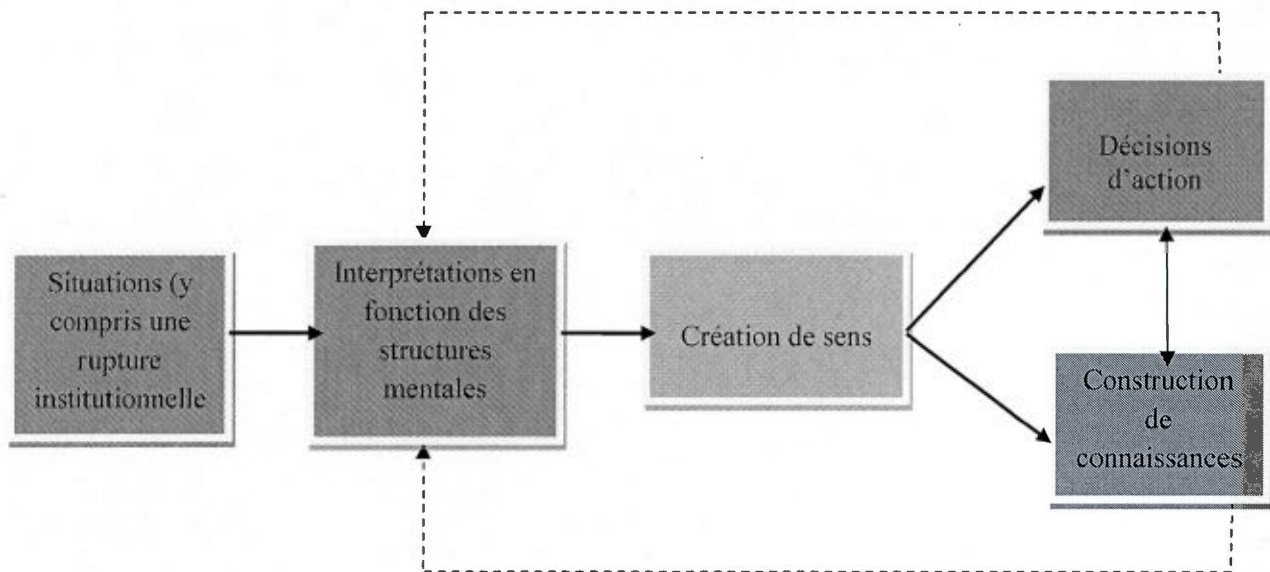 Situations (y
compris une
rupture
institutionnelle
Interprétations en
fonction des
structures
mentales
Création de sens
Décisions
d'action
Construction
de
connaissances